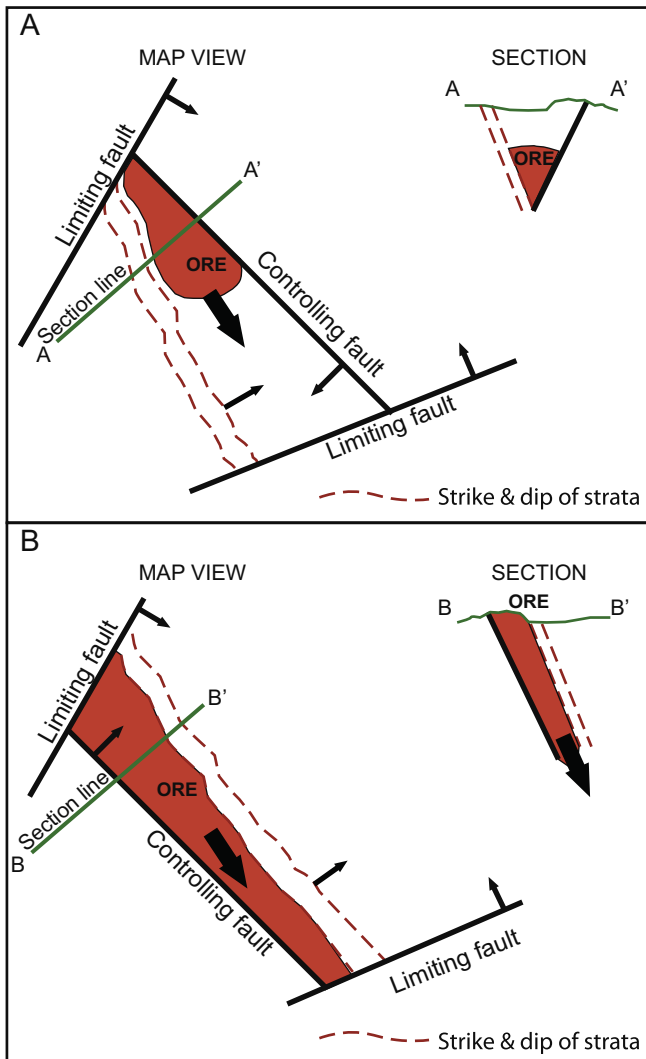 A
MAP VIEW
SECTION
Limiting fault
A'
Section line
A
ORE
Controlling fault
Limiting fault
A
A'
ORE
Strike & dip of strata
B
MAP VIEW
SECTION
Limiting fault
B'
Section line
B
ORE
Controlling fault
Limiting fault
B
ORE
B'
Strike & dip of strata